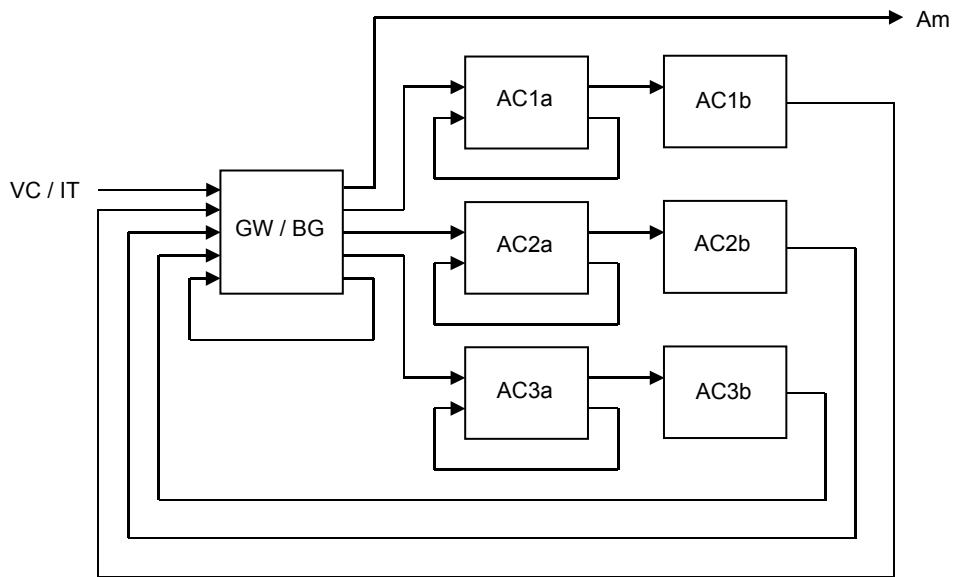 Am
AC1a
AC1b
VC / IT
GW / BG
AC2a
AC2b
AC3a
AC3b